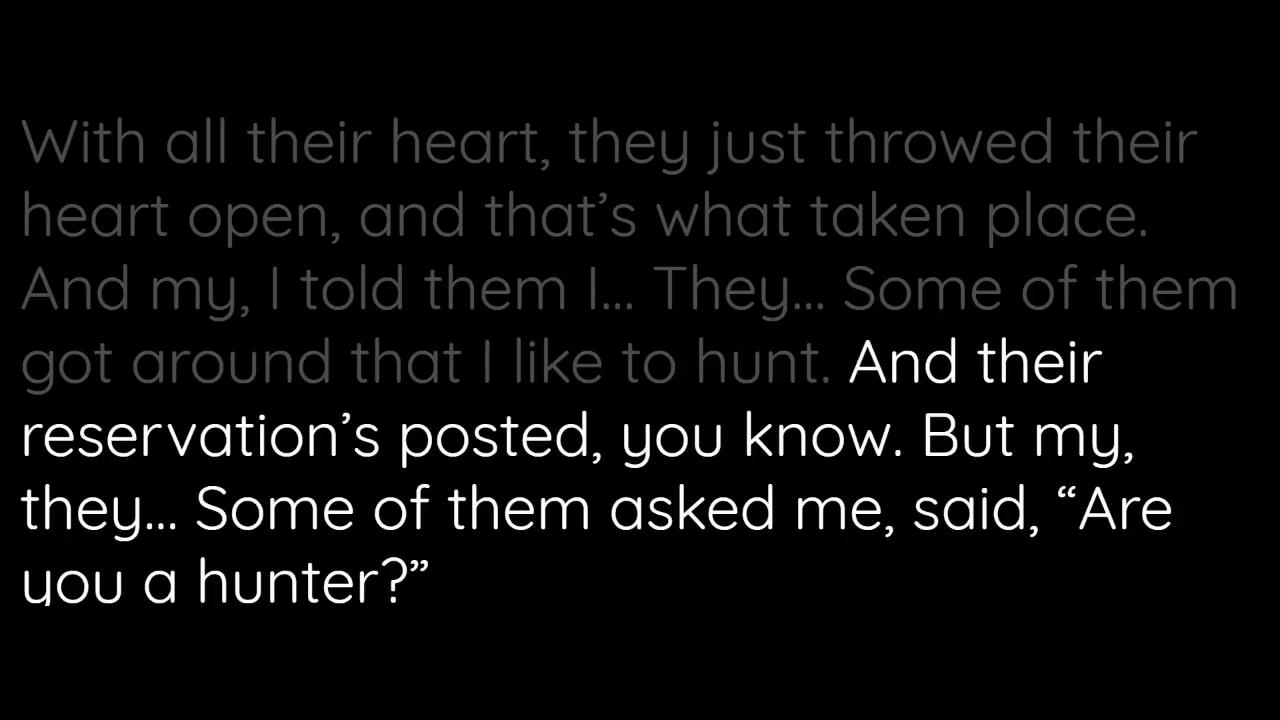 With all their heart, they just throwed their
heart open, and that’s what taken place.
And my, I told them I... They... Some of them
got around that I like to hunt. And their
reservation’s posted, you know. But my,
they... Some of them asked me, said, “Are
you a hunter?”